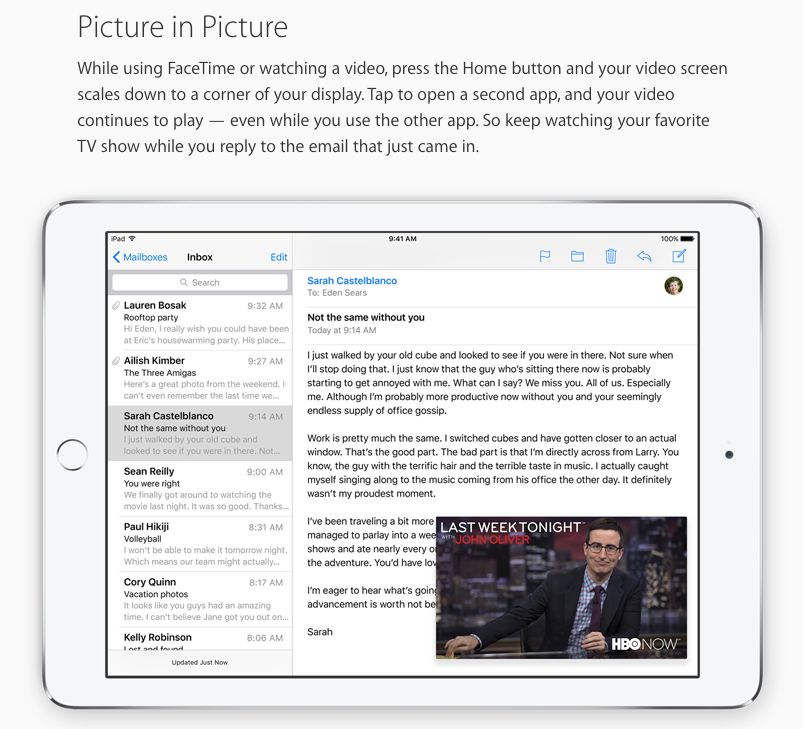 Picture in Picture
While using FaceTime or watching a video, press the Home button and your video screen
scales down to a corner of your display. Tap to open a second app, and your video
continues to play — even while you use the other app. So keep watching your favorite
TV show while you reply to the email that just came in.
iPad
9:41 AM
100%
Mailboxes
Inbox
Edit
Search
Lauren Bosak 9:32 AM
Rooftop party
Hi Eden, I really wish you could have been
at Eric's housewarming party. His place...
Ailish Kimber 9:27 AM
The Three Amigas
Here's a great photo from the weekend. I
can't even remember the last time we...
Sarah Castelblanco 9:14 AM
Not the same without you
I just walked by your old cube and
looked to see if you were in there. Not...
Sean Reilly 9:00 AM
You were right
We finally got around to watching the
movie last night. It was so good. Thanks...
Paul Hikiji 8:31 AM
Volleyball
I won't be able to make it tomorrow night.
Which means our team might actually...
Cory Quinn 8:17 AM
Vacation photos
It looks like you guys had an amazing
time. I can't believe Jane got you out on...
Kelly Robinson 8:06 AM
Lost and found
Updated Just Now
Sarah Castelblanco
To: Eden Sears
Not the same without you
Today at 9:14 AM
I just walked by your old cube and looked to see if you were in there. Not sure when
I'll stop doing that. I just know that the guy who's sitting there now is probably
starting to get annoyed with me. What can I say? We miss you. All of us. Especially
me. Although I'm probably more productive now without you and your seemingly
endless supply of office gossip.
Work is pretty much the same. I switched cubes and have gotten closer to an actual
window. That's the good part. The bad part is that I'm directly across from Larry. You
know, the guy with the terrific hair and the terrible taste in music. I actually caught
myself singing along to the music coming from his office the other day. It definitely
wasn't my proudest moment.
I've been traveling a bit more
managed to parlay into a wee
shows and ate nearly every o
the adventure. You'd have lov
I'm eager to hear what's going
advancement is worth not be
Sarah
LAST WEEK TONIGHT
WITH JOHN OLIVER
HBO NOW